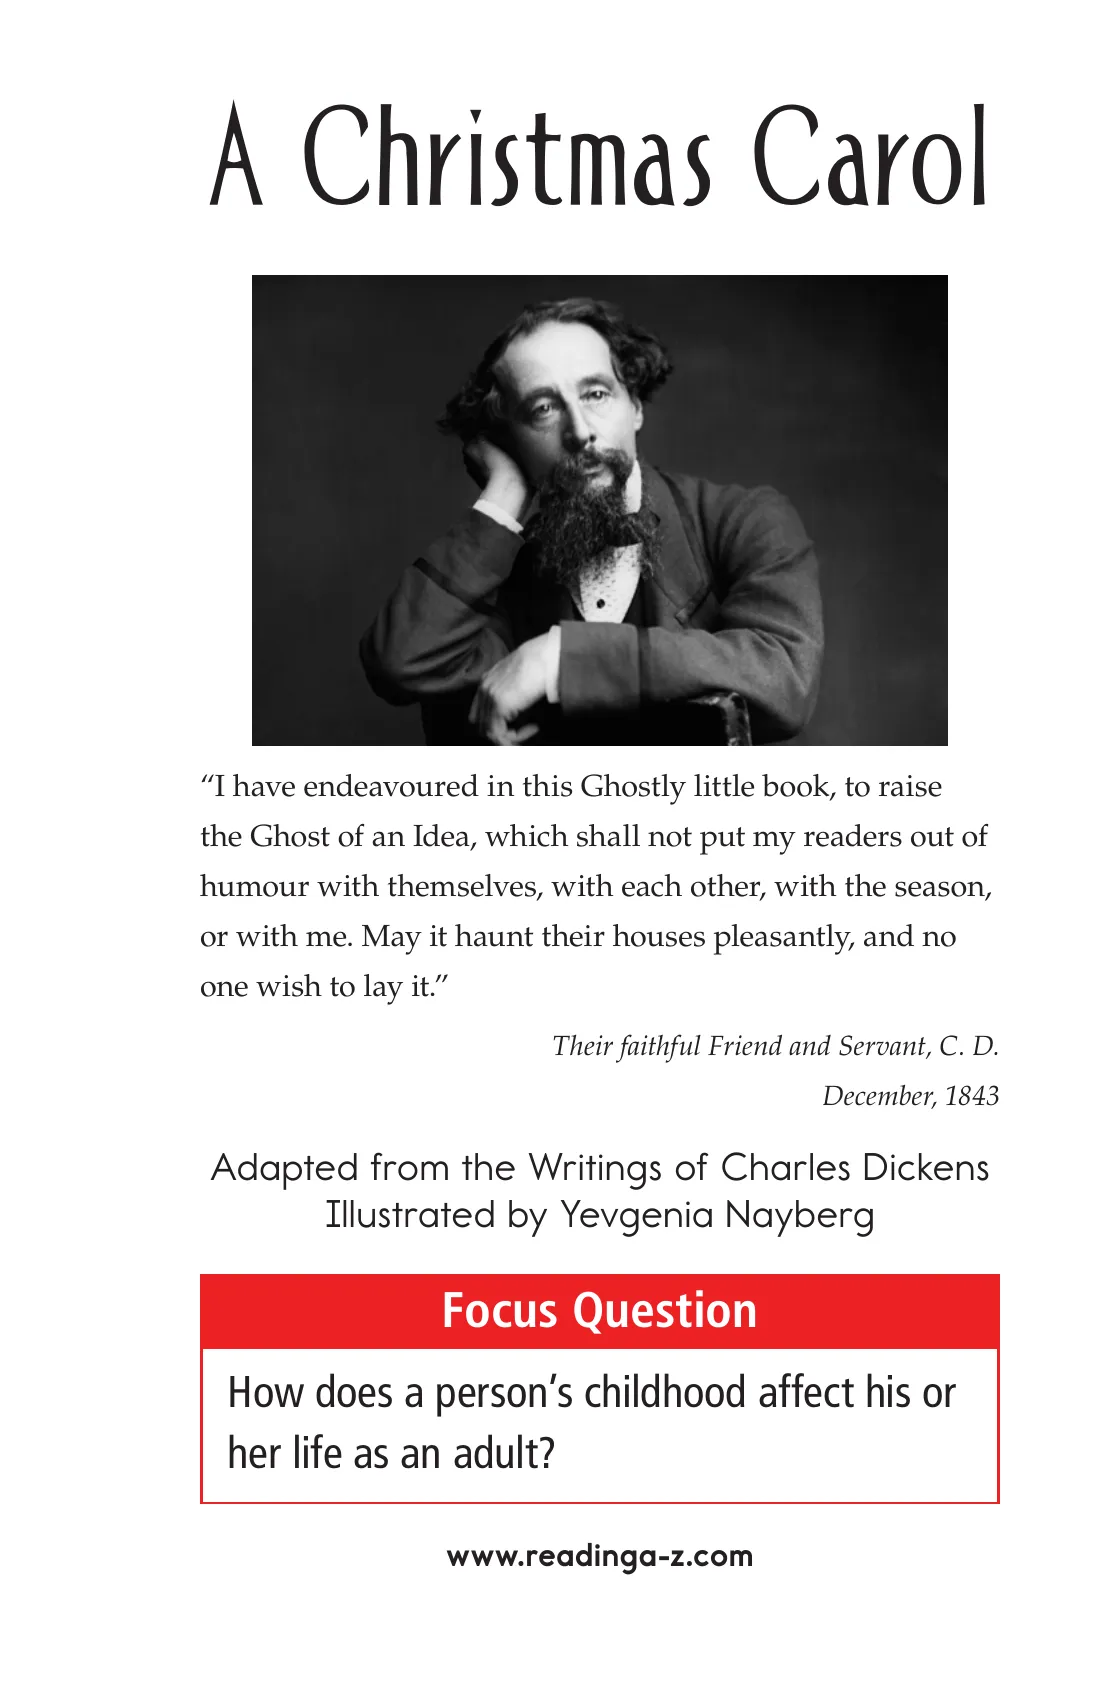 A Christmas Carol
“I have endeavoured in this Ghostly little book, to raise
the Ghost of an Idea, which shall not put my readers out of
humour with themselves, with each other, with the season,
or with me. May it haunt their houses pleasantly, and no
one wish to lay it.”
Their faithful Friend and Servant, C. D.
December, 1843
Adapted from the Writings of Charles Dickens
Illustrated by Yevgenia Nayberg
Focus Question
How does a person’s childhood affect his or
her life as an adult?
www.readinga-z.com